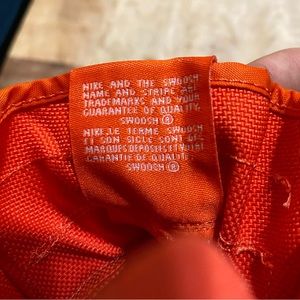 NIKE AND THE SWOOSH
NAME AND STRIPE ARE
TRADEMARKS AND YOUR
GUARANTEE OF QUALITY.
SWOOSH ®
NIKE, LE TERME SWOOSH
ET SON SIGLE SONT DES
MARQUES DEPOSEES ET VOTRE
GARANTIE DE QUALITY.
SWOOSH ®